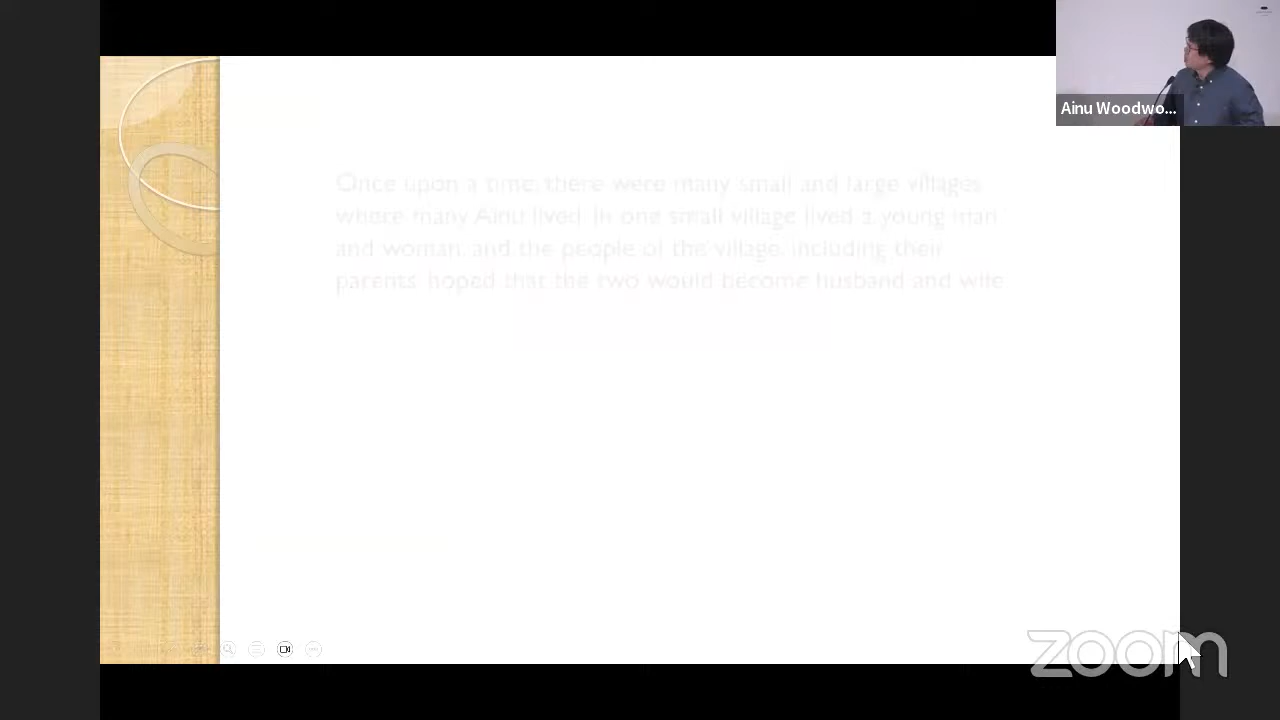 Ainu Woodwo...
Once upon a time, there were many small and large villages
where many Ainu lived. In one small village lived a young man
and woman, and the people of the village, including their
parents, hoped that the two would become husband and wife.
zoom